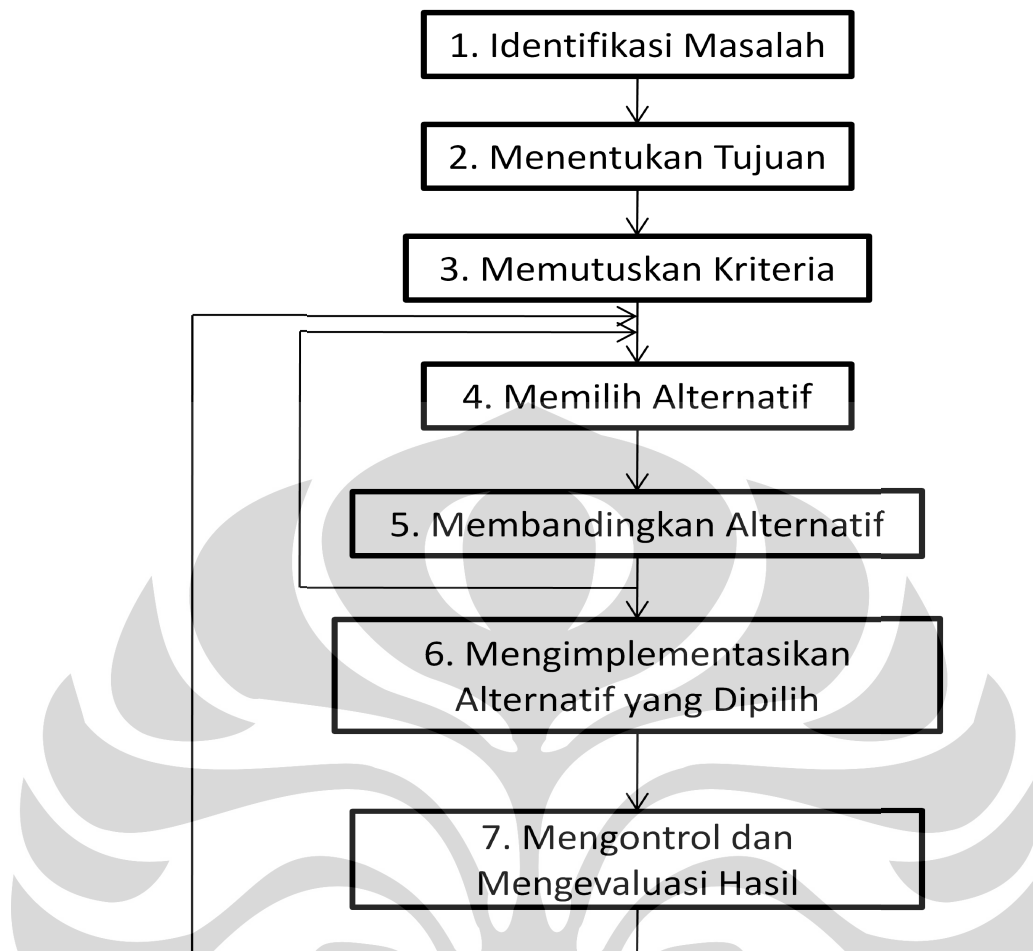 1. Identifikasi Masalah
2. Menentukan Tujuan
3. Memutuskan Kriteria
4. Memilih Alternatif
5. Membandingkan Alternatif
6. Mengimplementasikan
Alternatif yang Dipilih
7. Mengontrol dan
Mengevaluasi Hasil